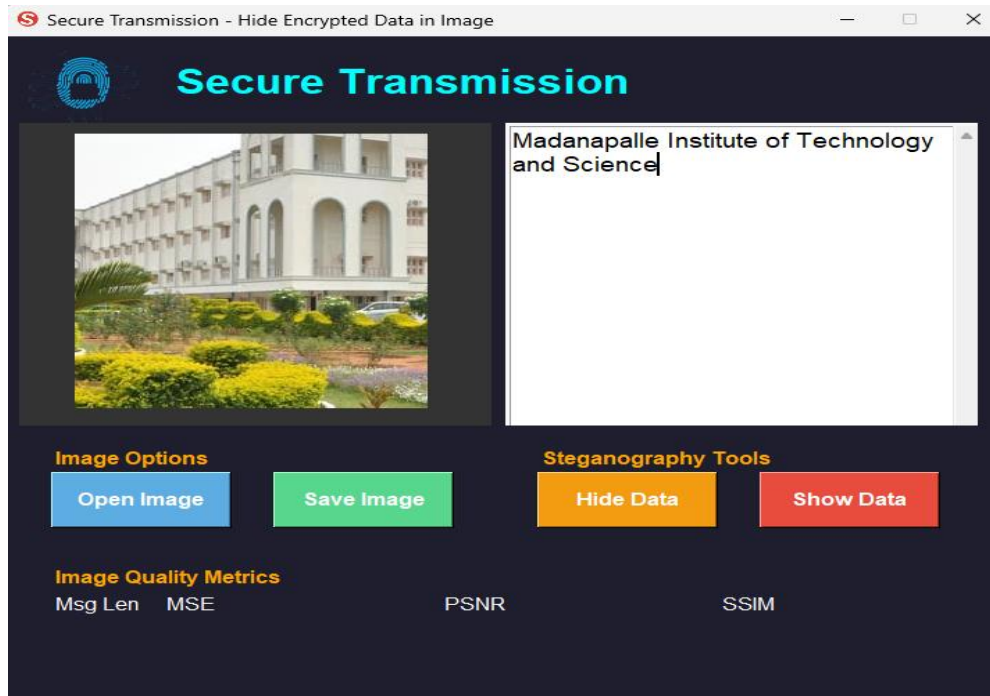 Secure Transmission - Hide Encrypted Data in Image
Secure Transmission
Madanapalle Institute of Technology
and Science
Image Options
Steganography Tools
Open Image
Save Image
Hide Data
Show Data
Image Quality Metrics
Msg Len MSE PSNR SSIM